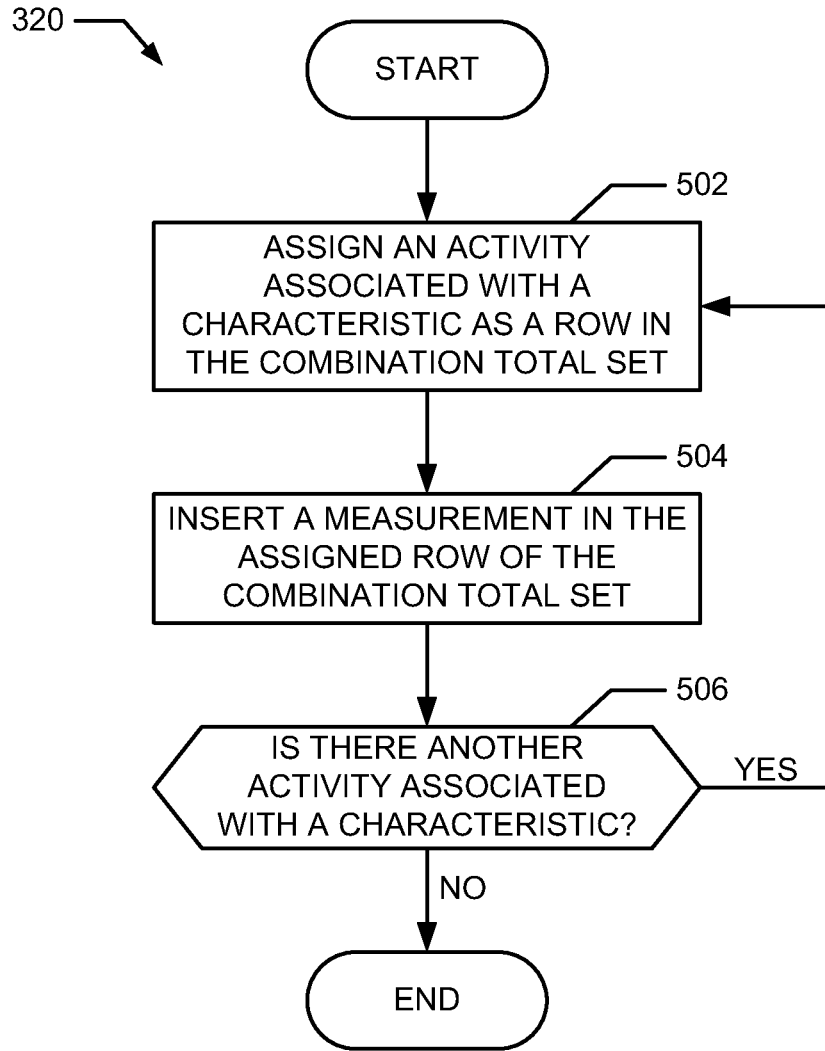 320
START
502
ASSIGN AN ACTIVITY
ASSOCIATED WITH A
CHARACTERISTIC AS A ROW IN
THE COMBINATION TOTAL SET
504
INSERT A MEASUREMENT IN THE
ASSIGNED ROW OF THE
COMBINATION TOTAL SET
506
IS THERE ANOTHER
ACTIVITY ASSOCIATED
WITH A CHARACTERISTIC?
YES
NO
END